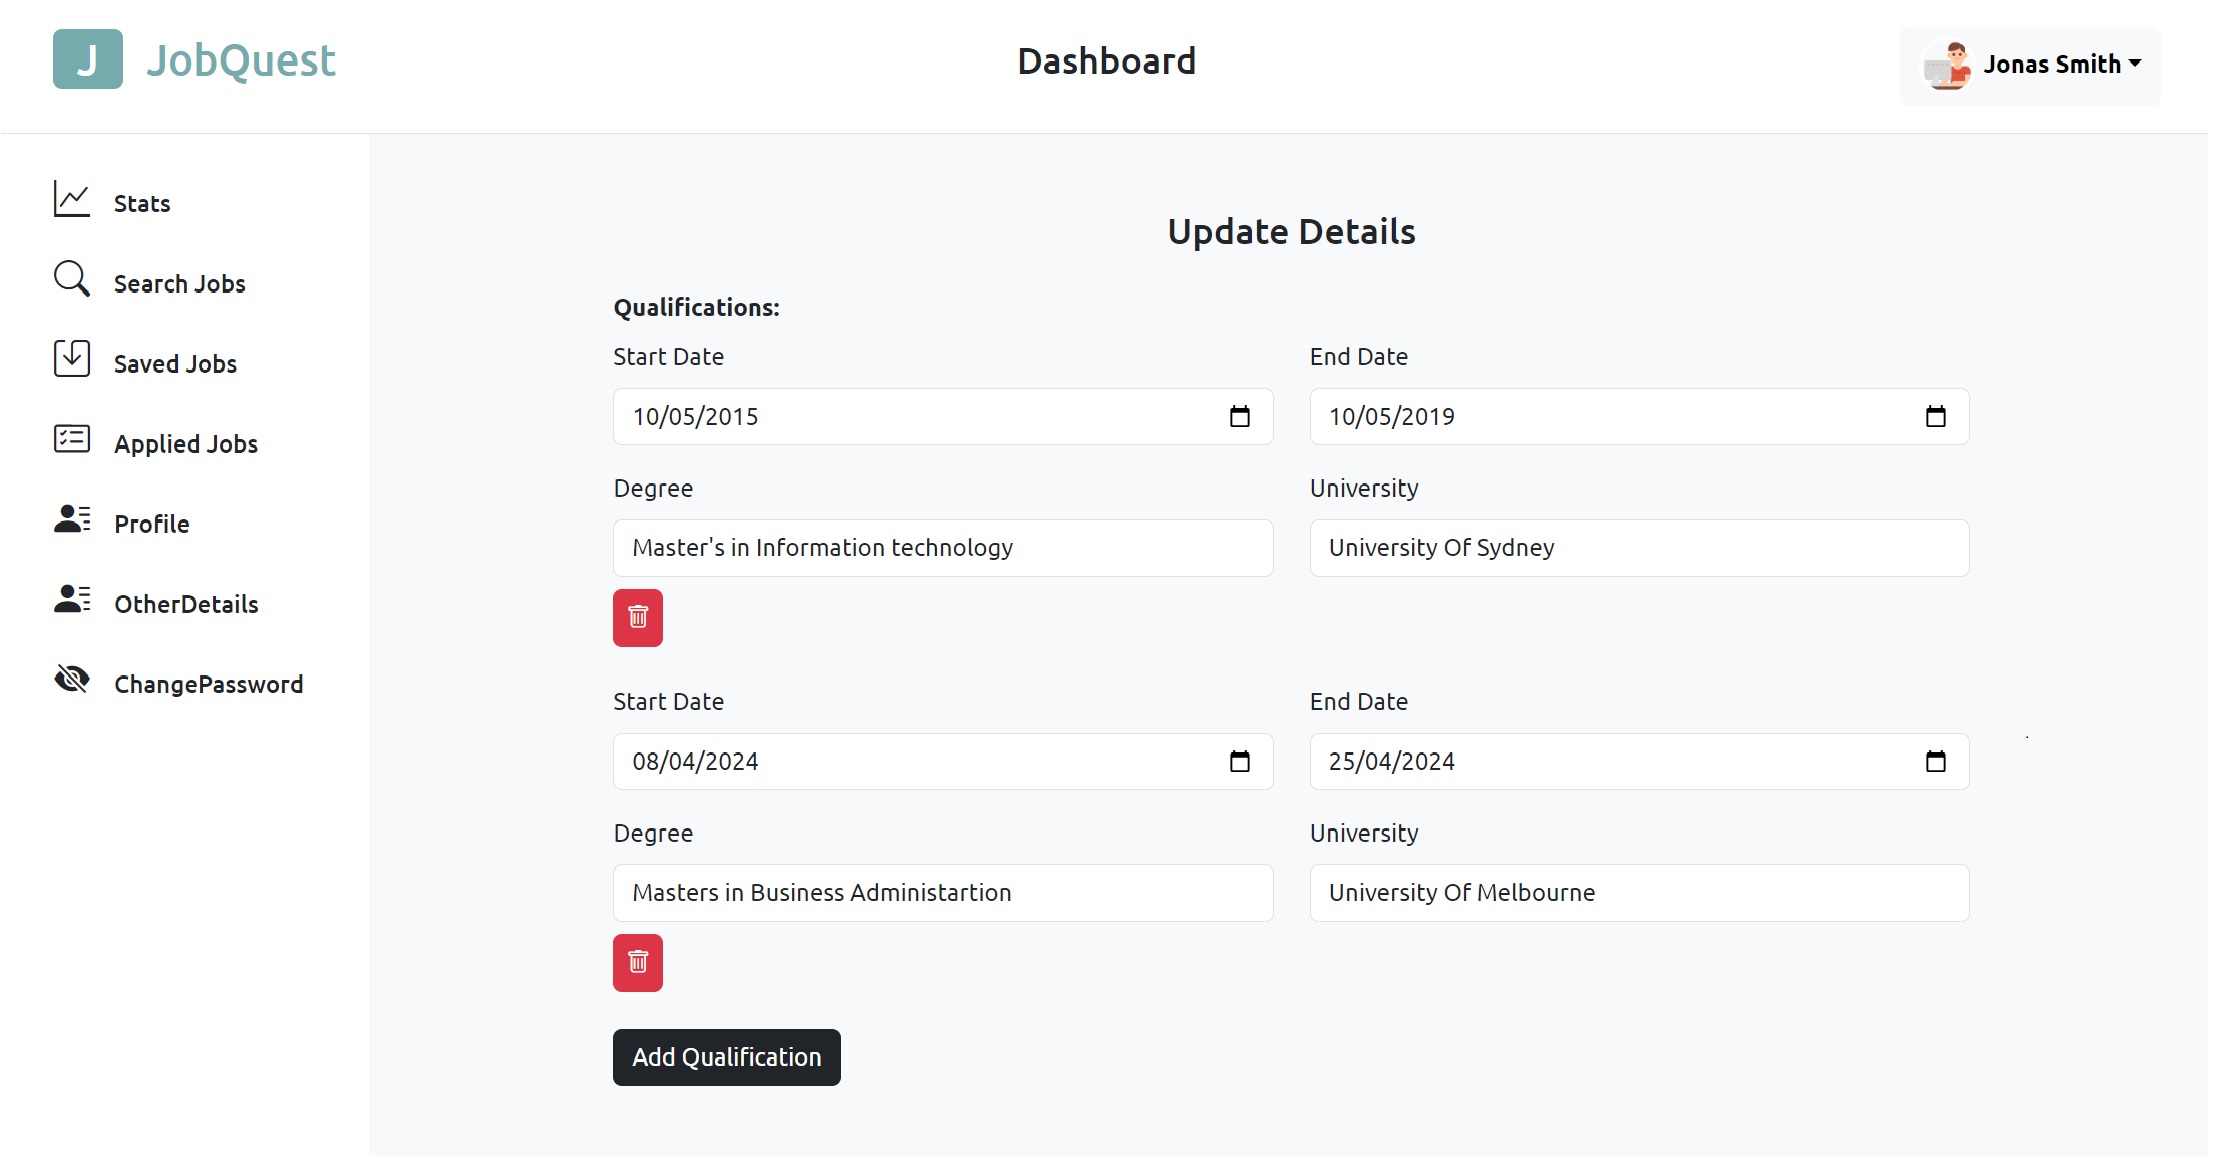 J JobQuest
Dashboard
Jonas Smith
Stats
Search Jobs
Saved Jobs
Applied Jobs
Profile
OtherDetails
ChangePassword
Update Details
Qualifications:
Start Date End Date
10/05/2015 10/05/2019
Degree University
Master's in Information technology University Of Sydney
Start Date End Date
08/04/2024 25/04/2024
Degree University
Masters in Business Administartion University Of Melbourne
Add Qualification